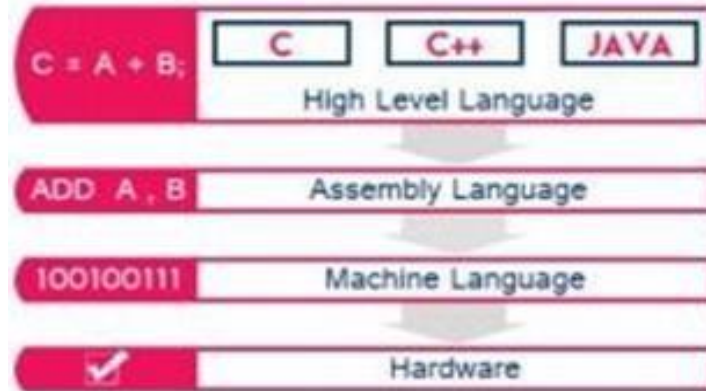 C = A + B;
C C++ JAVA
High Level Language
ADD A , B
Assembly Language
100100111
Machine Language
Hardware